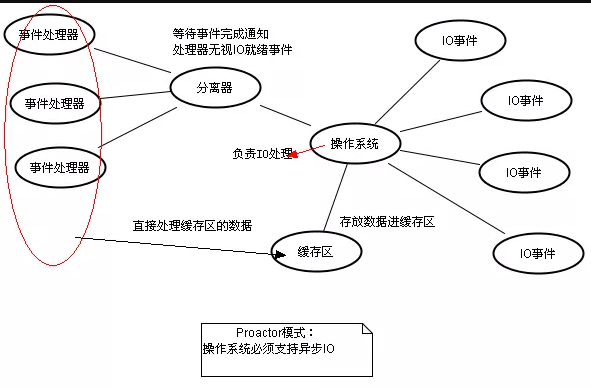 事件处理器
等待事件完成通知
处理器无视IO就绪事件
IO事件
分离器
事件处理器
IO事件
操作系统
负责IO处理
事件处理器
IO事件
直接处理缓存区的数据
存放数据进缓存区
缓存区
IO事件
Proactor模式：
操作系统必须支持异步IO